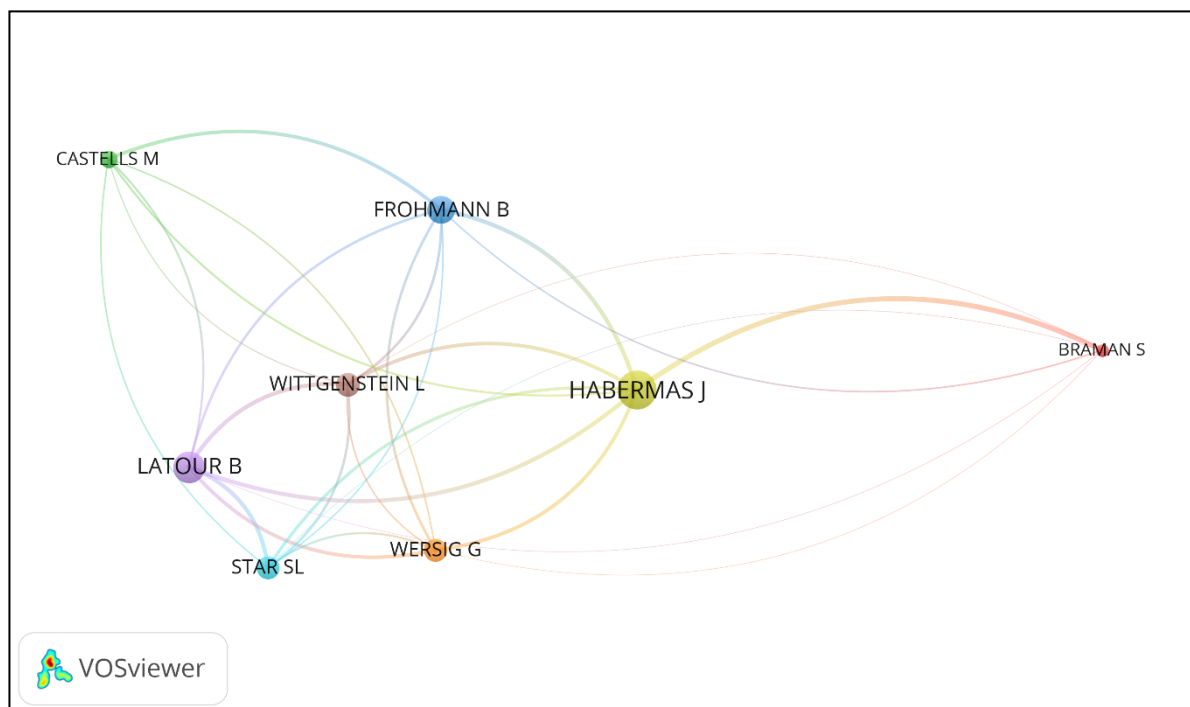 CASTELLS M
FROHMANN B
BRAMAN S
WITTGENSTEIN L
HABERMAS J
LATOUR B
WERSIG G
STAR SL
VOSviewer